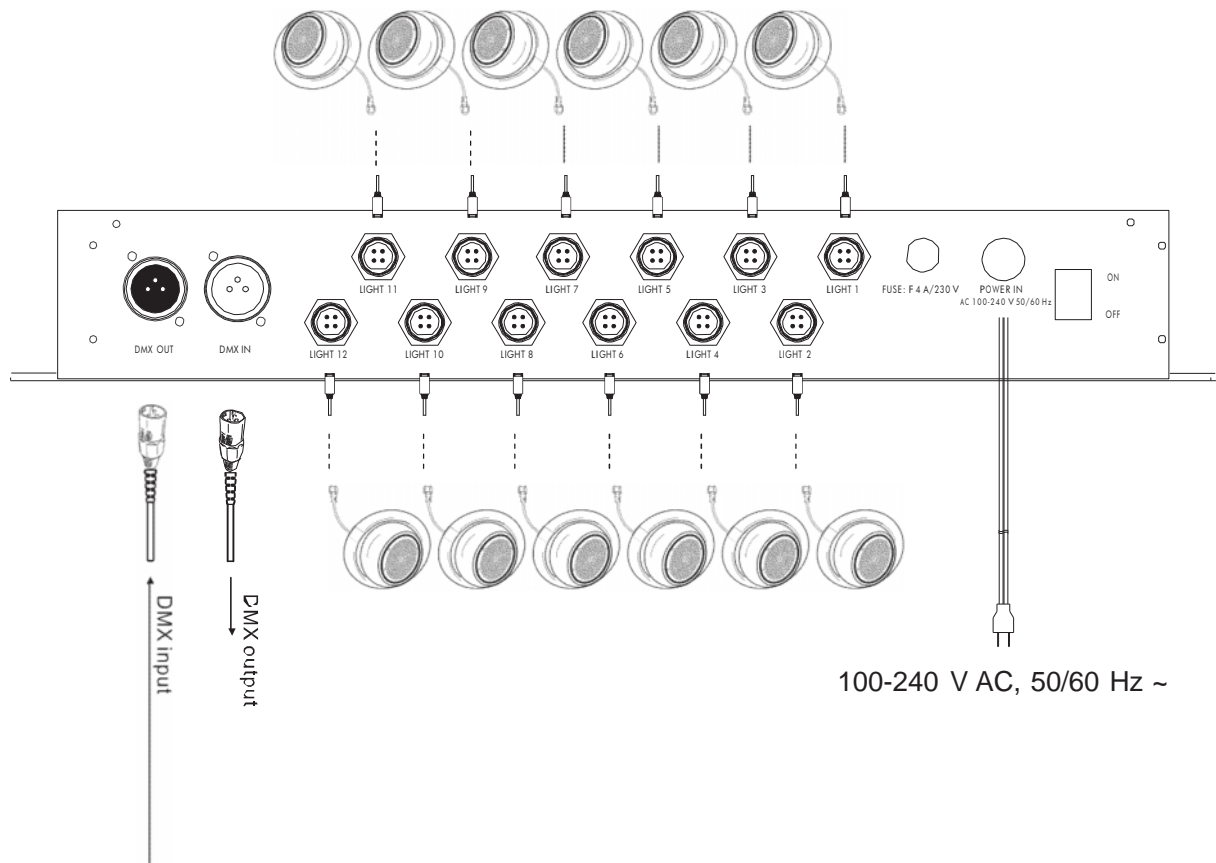 LIGHT 11
LIGHT 9
LIGHT 7
LIGHT 5
LIGHT 3
LIGHT 1
FUSE: F 4 A/230 V
POWER IN
AC 100-240 V 50/60 Hz
ON
OFF
DMX OUT
DMX IN
LIGHT 12
LIGHT 10
LIGHT 8
LIGHT 6
LIGHT 4
LIGHT 2
DMX input
DMX output
100-240 V AC, 50/60 Hz ~